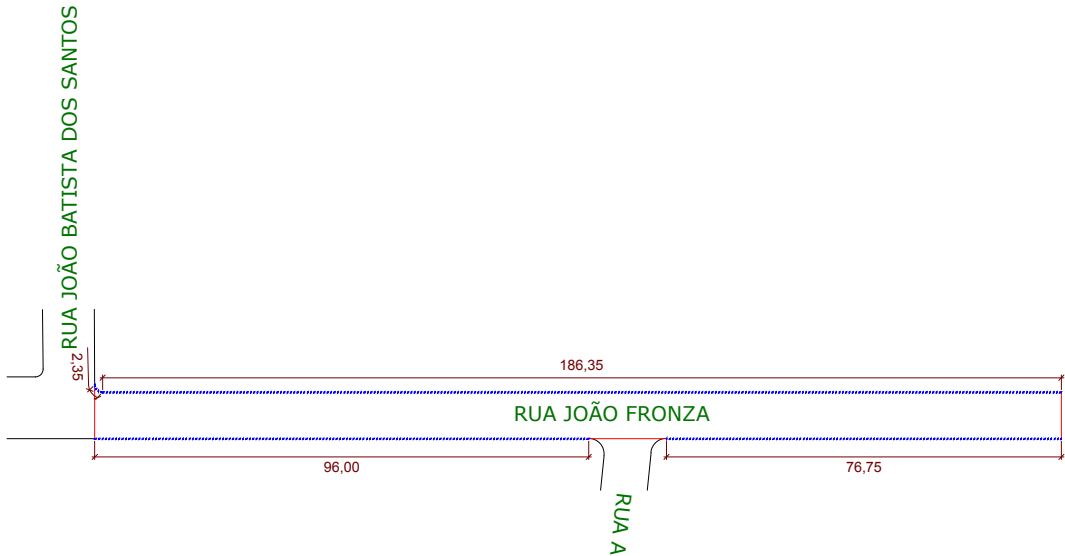 RUA JOÃO BATISTA DOS SANTOS
2,35
186,35
RUA JOÃO FRONZA
96,00
76,75
RUA A